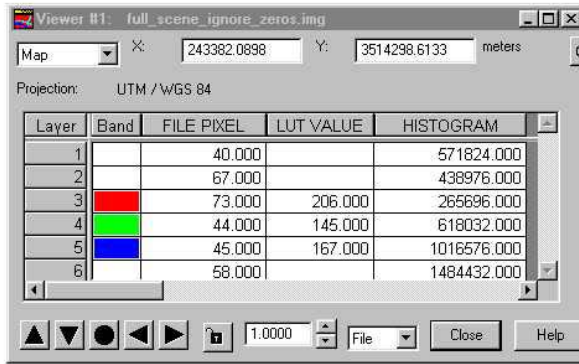 Viewer #1: full_scene_ignore_zeros.img
Map X: 243382.0898 Y: 3514298.6133 meters
Projection: UTM / WGS 84
Layer Band FILE PIXEL LUT VALUE HISTOGRAM
1 40.000 571824.000
2 67.000 438976.000
3 73.000 206.000 265696.000
4 44.000 145.000 618032.000
5 45.000 167.000 1016576.000
6 58.000 1484432.000
1.0000 File Close Help